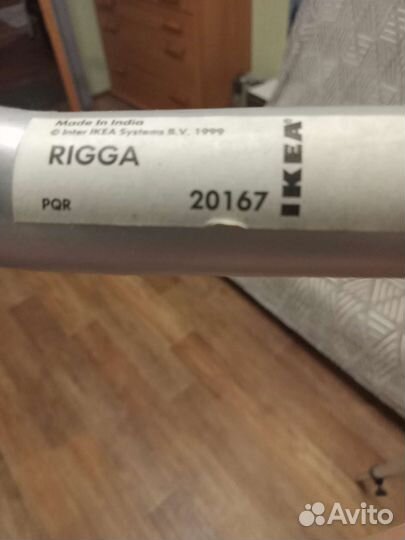 Made In India
© Inter IKEA Systems B.V. 1999
RIGGA
PQR 20167
IKEA
Avito